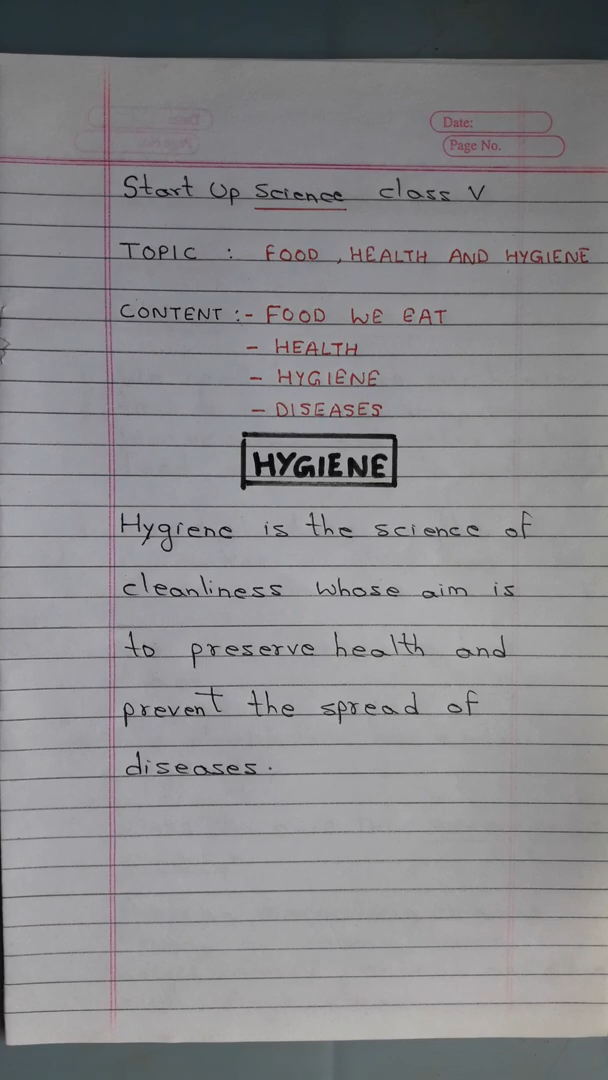 Date:
Page No.
Start Up Science class V
TOPIC : FOOD , HEALTH AND HYGIENE
CONTENT :- FOOD WE EAT
- HEALTH
- HYGIENE
- DISEASES
HYGIENE
Hygiene is the science of
cleanliness whose aim is
to preserve health and
prevent the spread of
diseases.